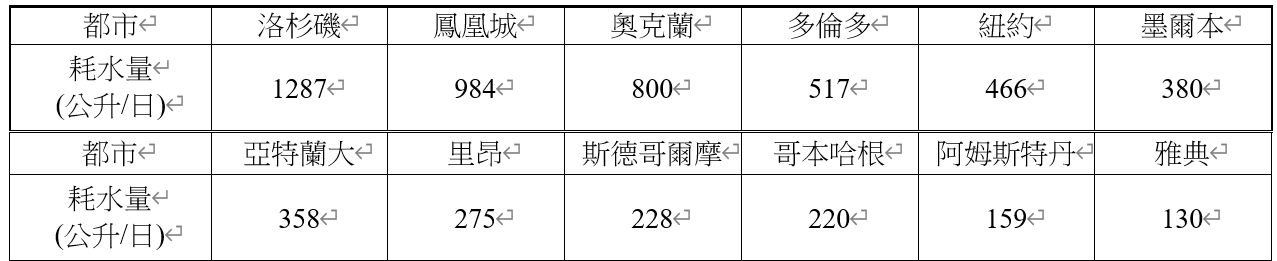 都市 洛杉磯 鳳凰城 奧克蘭 多倫多 紐約 墨爾本
耗水量
(公升/日) 1287 984 800 517 466 380
都市 亞特蘭大 里昂 斯德哥爾摩 哥本哈根 阿姆斯特丹 雅典
耗水量
(公升/日) 358 275 228 220 159 130